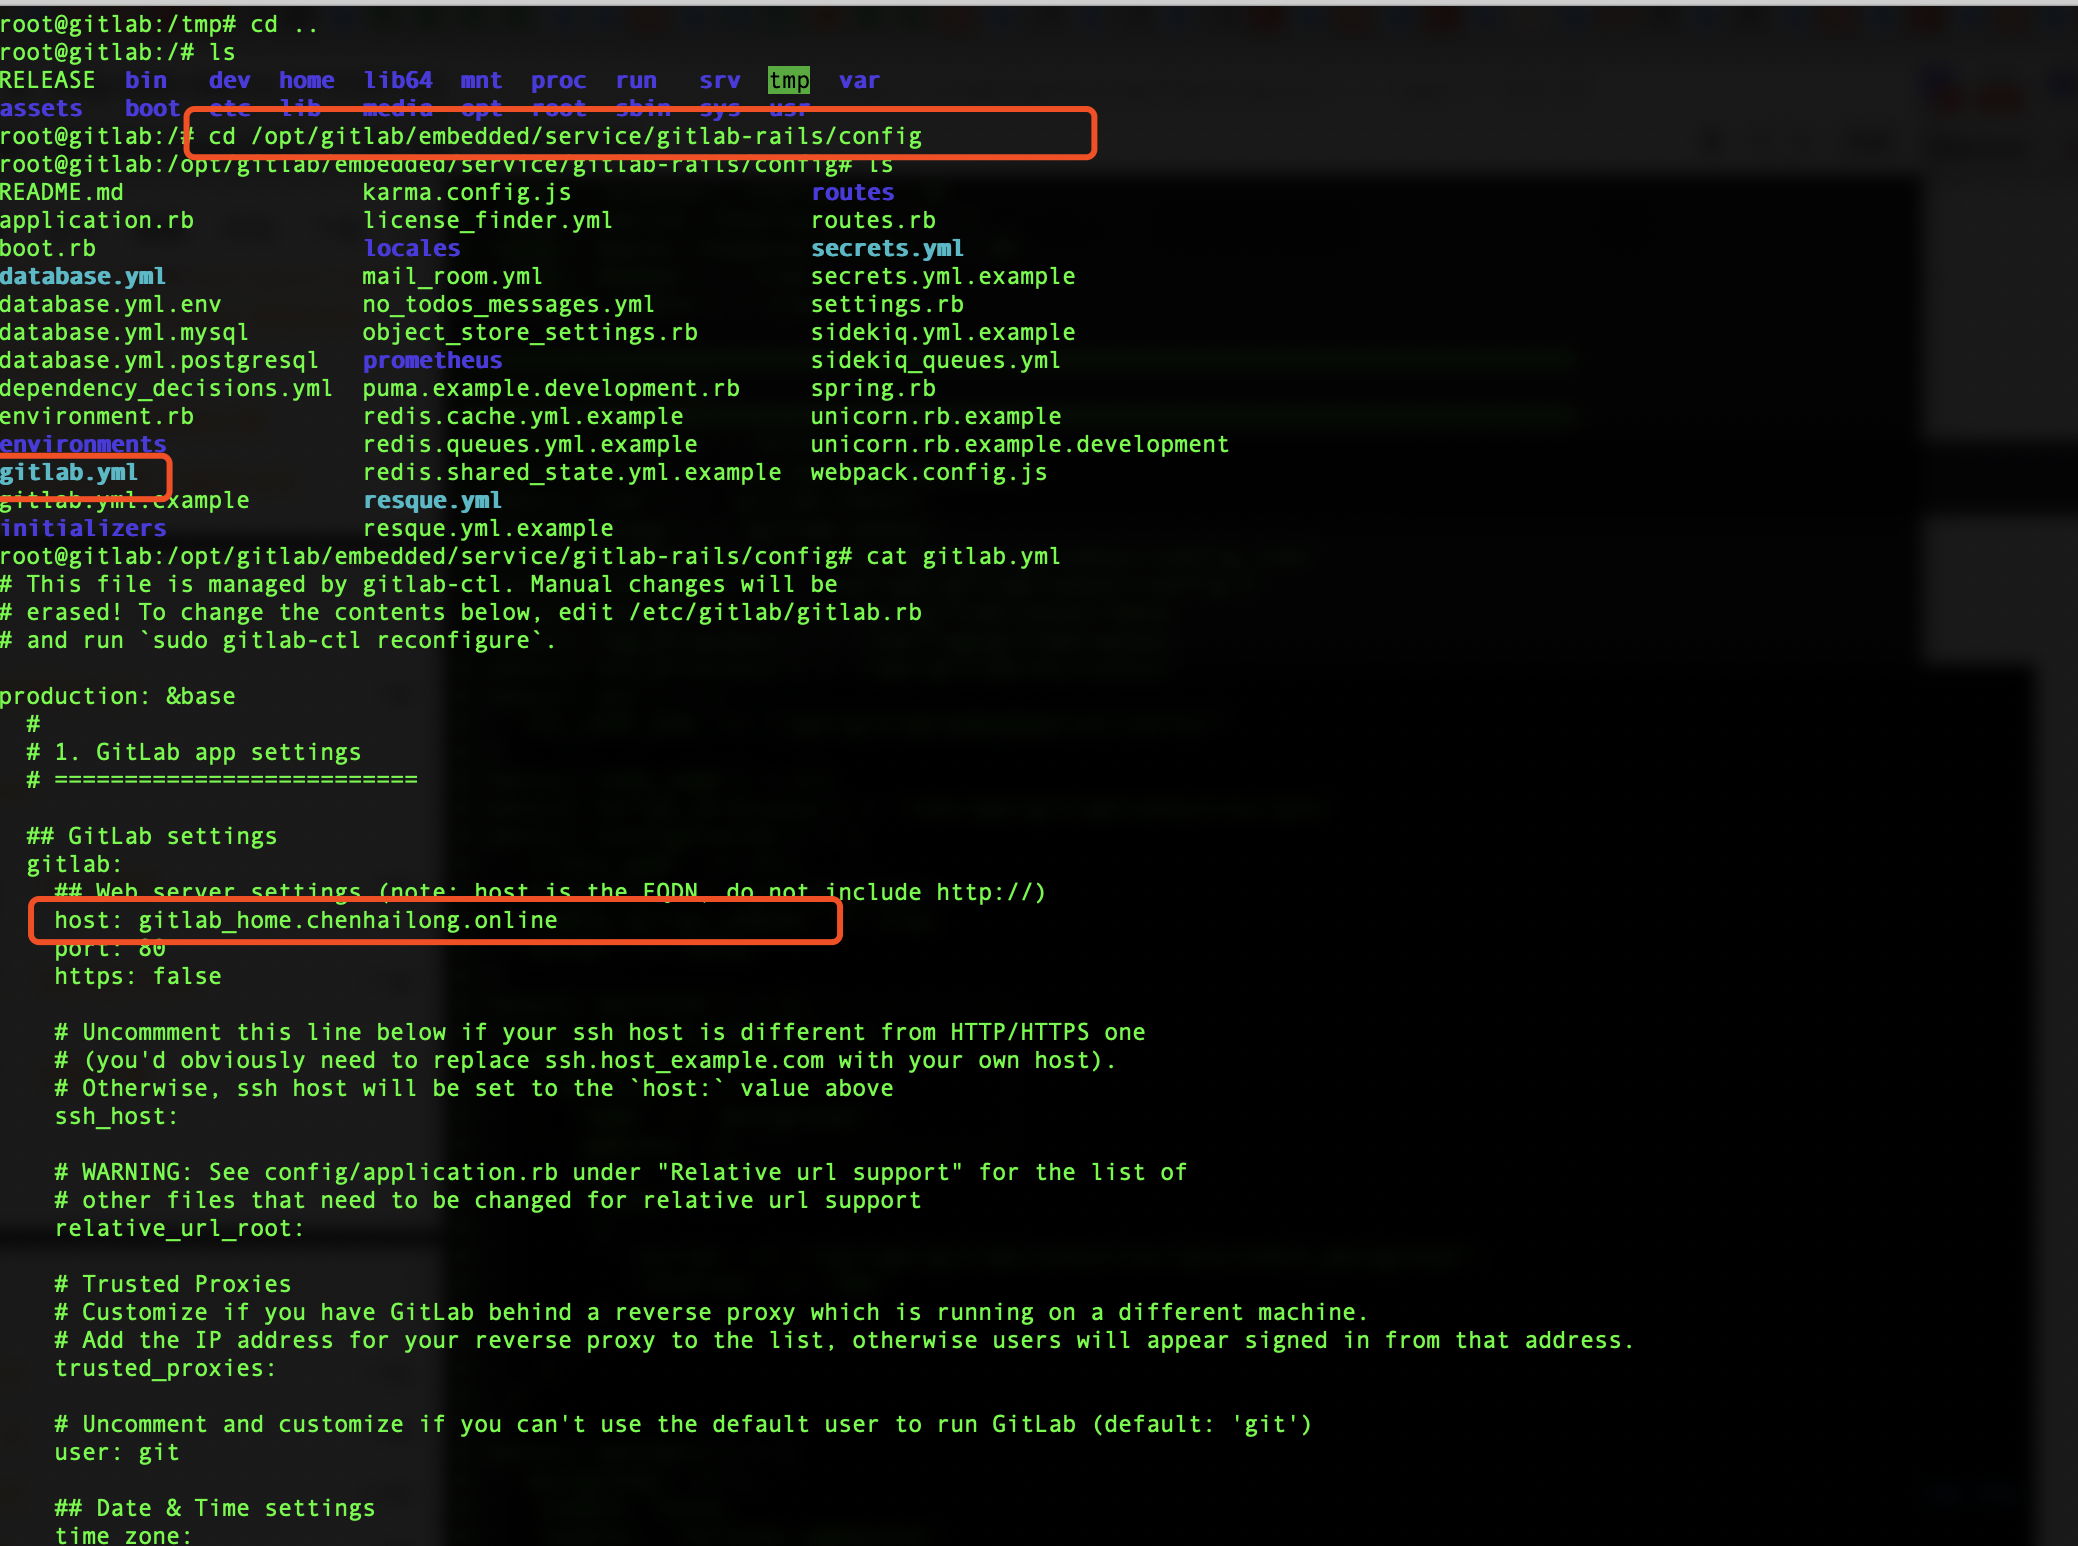 root@gitlab:/tmp# cd ..
root@gitlab:/# ls
RELEASE  bin   dev  home  lib64  mnt  proc  run   srv  tmp  var
assets   boot  etc  lib   media  opt  root  sbin  sys  usr
root@gitlab:/# cd /opt/gitlab/embedded/service/gitlab-rails/config
root@gitlab:/opt/gitlab/embedded/service/gitlab-rails/config# ls
README.md                 karma.config.js                routes
application.rb            license_finder.yml             routes.rb
boot.rb                   locales                        secrets.yml
database.yml              mail_room.yml                  secrets.yml.example
database.yml.env          no_todos_messages.yml          settings.rb
database.yml.mysql        object_store_settings.rb       sidekiq.yml.example
database.yml.postgresql   prometheus                     sidekiq_queues.yml
dependency_decisions.yml  puma.example.development.rb    spring.rb
environment.rb            redis.cache.yml.example        unicorn.rb.example
environments              redis.queues.yml.example       unicorn.rb.example.development
gitlab.yml                redis.shared_state.yml.example  webpack.config.js
gitlab.yml.example        resque.yml
initializers              resque.yml.example
root@gitlab:/opt/gitlab/embedded/service/gitlab-rails/config# cat gitlab.yml
# This file is managed by gitlab-ctl. Manual changes will be
# erased! To change the contents below, edit /etc/gitlab/gitlab.rb
# and run `sudo gitlab-ctl reconfigure`.
production: &base
  #
  # 1. GitLab app settings
  # ==========================
  ## GitLab settings
  gitlab:
    ## Web server settings (note: host is the FQDN, do not include http://)
    host: gitlab_home.chenhailong.online
    port: 80
    https: false
    # Uncommment this line below if your ssh host is different from HTTP/HTTPS one
    # (you'd obviously need to replace ssh.host_example.com with your own host).
    # Otherwise, ssh host will be set to the `host:` value above
    ssh_host:
    # WARNING: See config/application.rb under "Relative url support" for the list of
    # other files that need to be changed for relative url support
    relative_url_root:
    # Trusted Proxies
    # Customize if you have GitLab behind a reverse proxy which is running on a different machine.
    # Add the IP address for your reverse proxy to the list, otherwise users will appear signed in from that address.
    trusted_proxies:
    # Uncomment and customize if you can't use the default user to run GitLab (default: 'git')
    user: git
    ## Date & Time settings
    time_zone: